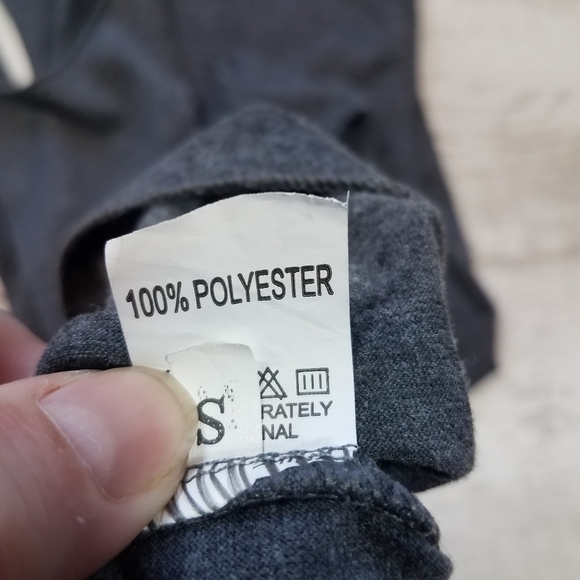 100% POLYESTER
S
RATELY
NAL